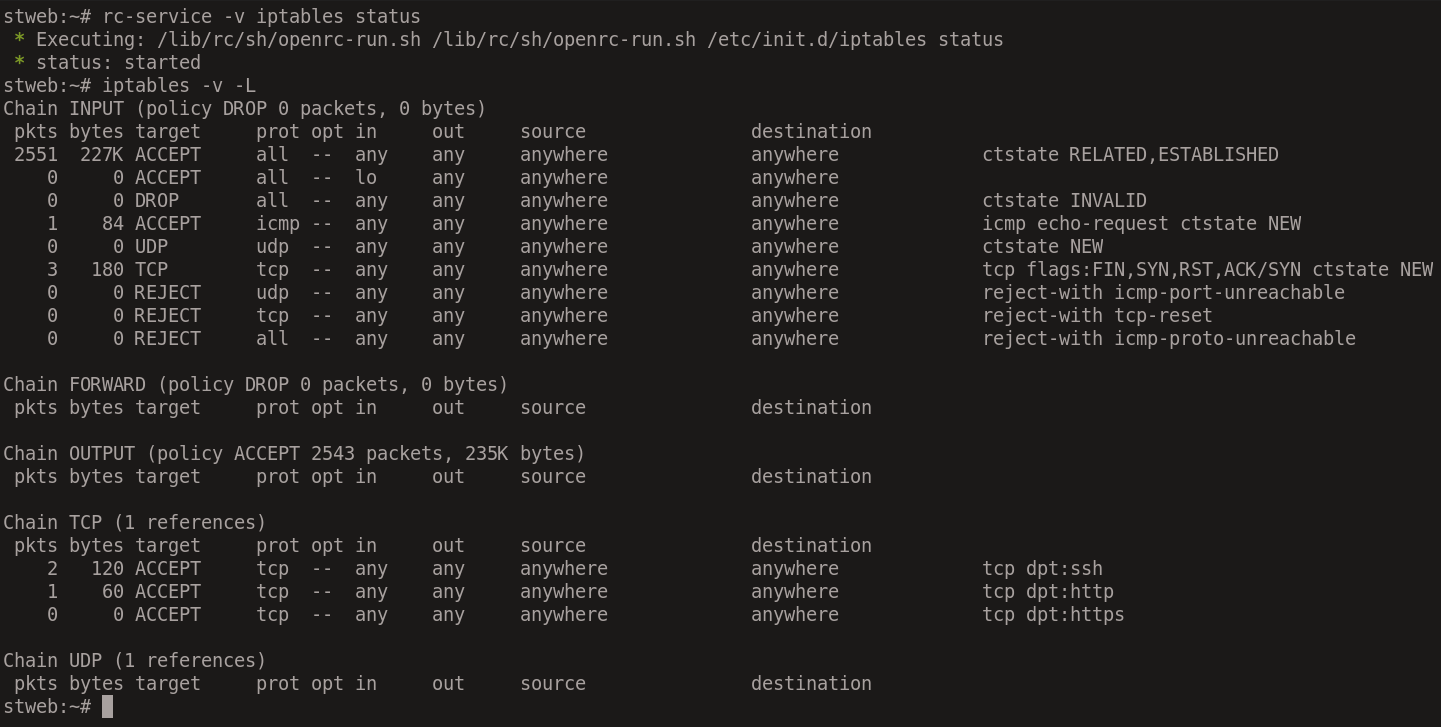 stweb:~# rc-service -v iptables status
 * Executing: /lib/rc/sh/openrc-run.sh /lib/rc/sh/openrc-run.sh /etc/init.d/iptables status
 * status: started
stweb:~# iptables -v -L
Chain INPUT (policy DROP 0 packets, 0 bytes)
 pkts bytes target     prot opt in     out     source               destination
 2551  227K ACCEPT     all  --  any    any     anywhere             anywhere             ctstate RELATED,ESTABLISHED
    0     0 ACCEPT     all  --  lo     any     anywhere             anywhere
    0     0 DROP       all  --  any    any     anywhere             anywhere             ctstate INVALID
    1    84 ACCEPT     icmp --  any    any     anywhere             anywhere             icmp echo-request ctstate NEW
    0     0 UDP        udp  --  any    any     anywhere             anywhere             ctstate NEW
    3   180 TCP        tcp  --  any    any     anywhere             anywhere             tcp flags:FIN,SYN,RST,ACK/SYN ctstate NEW
    0     0 REJECT     udp  --  any    any     anywhere             anywhere             reject-with icmp-port-unreachable
    0     0 REJECT     tcp  --  any    any     anywhere             anywhere             reject-with tcp-reset
    0     0 REJECT     all  --  any    any     anywhere             anywhere             reject-with icmp-proto-unreachable

Chain FORWARD (policy DROP 0 packets, 0 bytes)
 pkts bytes target     prot opt in     out     source               destination

Chain OUTPUT (policy ACCEPT 2543 packets, 235K bytes)
 pkts bytes target     prot opt in     out     source               destination

Chain TCP (1 references)
 pkts bytes target     prot opt in     out     source               destination
    2   120 ACCEPT     tcp  --  any    any     anywhere             anywhere             tcp dpt:ssh
    1    60 ACCEPT     tcp  --  any    any     anywhere             anywhere             tcp dpt:http
    0     0 ACCEPT     tcp  --  any    any     anywhere             anywhere             tcp dpt:https

Chain UDP (1 references)
 pkts bytes target     prot opt in     out     source               destination
stweb:~#